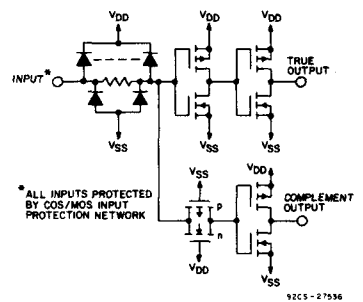 VDD
VDD
VDD
INPUT*
TRUE
OUTPUT
VSS
VSS
VSS
VSS
VDD
*ALL INPUTS PROTECTED
BY COS/MOS INPUT
PROTECTION NETWORK
p
n
COMPLEMENT
OUTPUT
VDD
VSS
92CS-27536